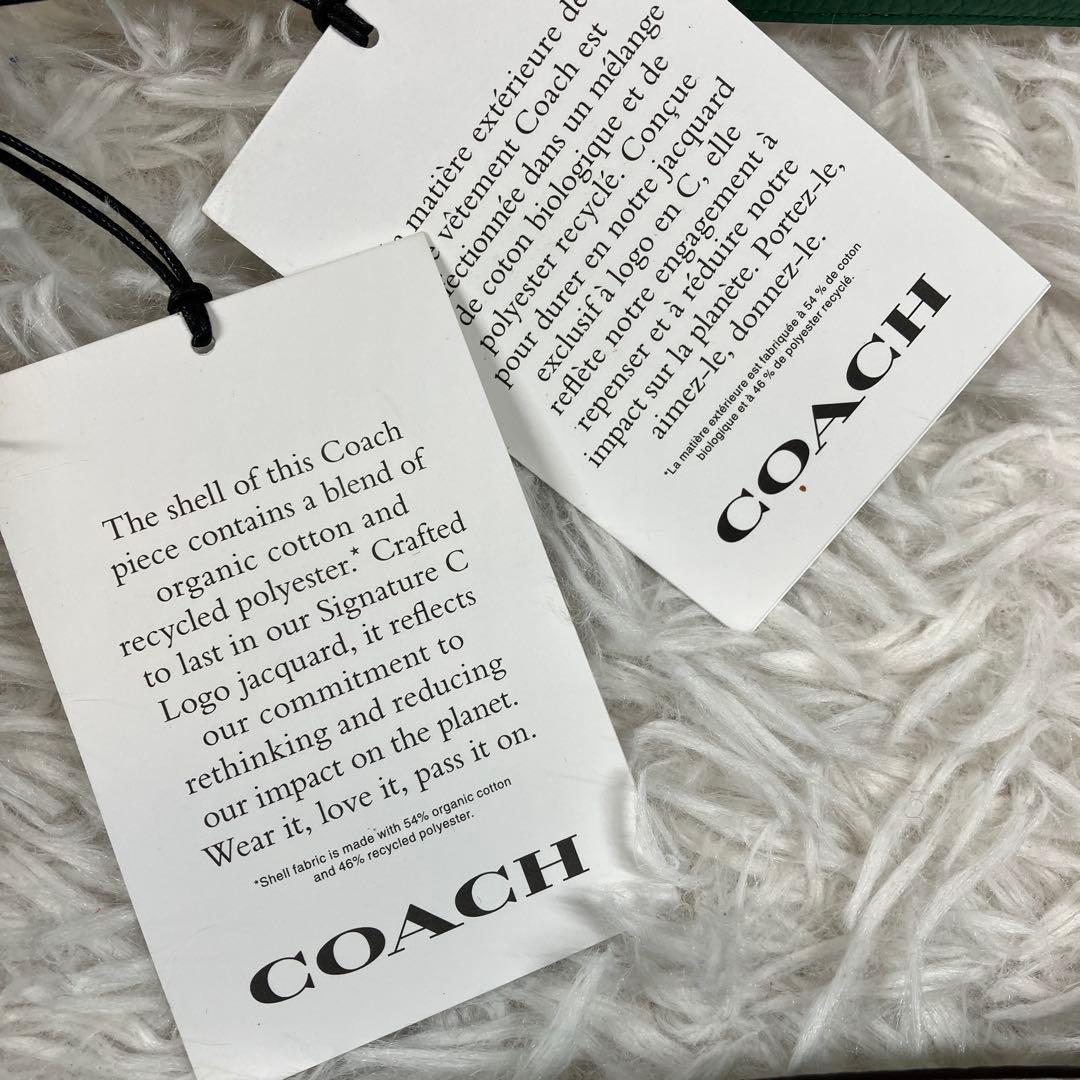 The shell of this Coach
piece contains a blend of
organic cotton and
recycled polyester.* Crafted
to last in our Signature C
Logo jacquard, it reflects
our commitment to
rethinking and reducing
our impact on the planet.
Wear it, love it, pass it on.
*Shell fabric is made with 54% organic cotton
and 46% recycled polyester.
COACH
matière extérieure de
vêtement Coach est
dans un mélange
de coton biologique et de
polyester recyclé. Conçue
pour durer en notre jacquard
exclusif à logo en C, elle
reflète notre engagement à
repenser et à réduire notre
impact sur la planète. Portez-le,
aimez-le, donnez-le.
*La matière extérieure est fabriquée à 54 % de coton
biologique et à 46 % de polyester recyclé.
COACH